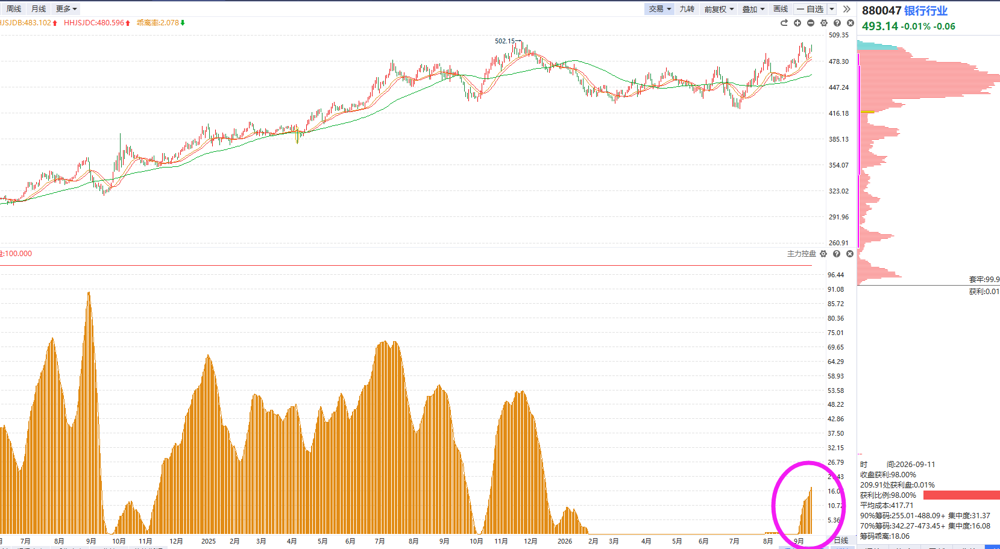 周线 月线 更多 交易 九转 前复权 叠加 画线 一 自选
880047 银行行业
493.14 -0.01% -0.06
HJSJDB:483.102 HHJSJDC:480.596 乖离率:2.078
502.15
509.35
478.30
447.24
416.18
385.13
354.07
323.02
291.96
260.91
盘:100.000 主力控盘
96.44
91.08
85.72
80.36
75.01
69.65
64.29
58.93
53.58
48.22
42.86
37.50
32.15
26.79
21.43
16.0
10.72
5.36
7月 8月 9月 10月 11月 12月 2025 2月 3月 4月 5月 6月 7月 8月 9月 10月 11月 12月 2026 2月 3月 4月 5月 6月 7月 8月 9月 日线
套牢:99.9
获利:0.01
时 间:2026-09-11
收盘获利:98.00%
209.91处获利盘:0.01%
获利比例:98.00%
平均成本:417.71
90%筹码:255.01-488.09+ 集中度:31.37
70%筹码:342.27-473.45+ 集中度:16.08
筹码乖离:18.06